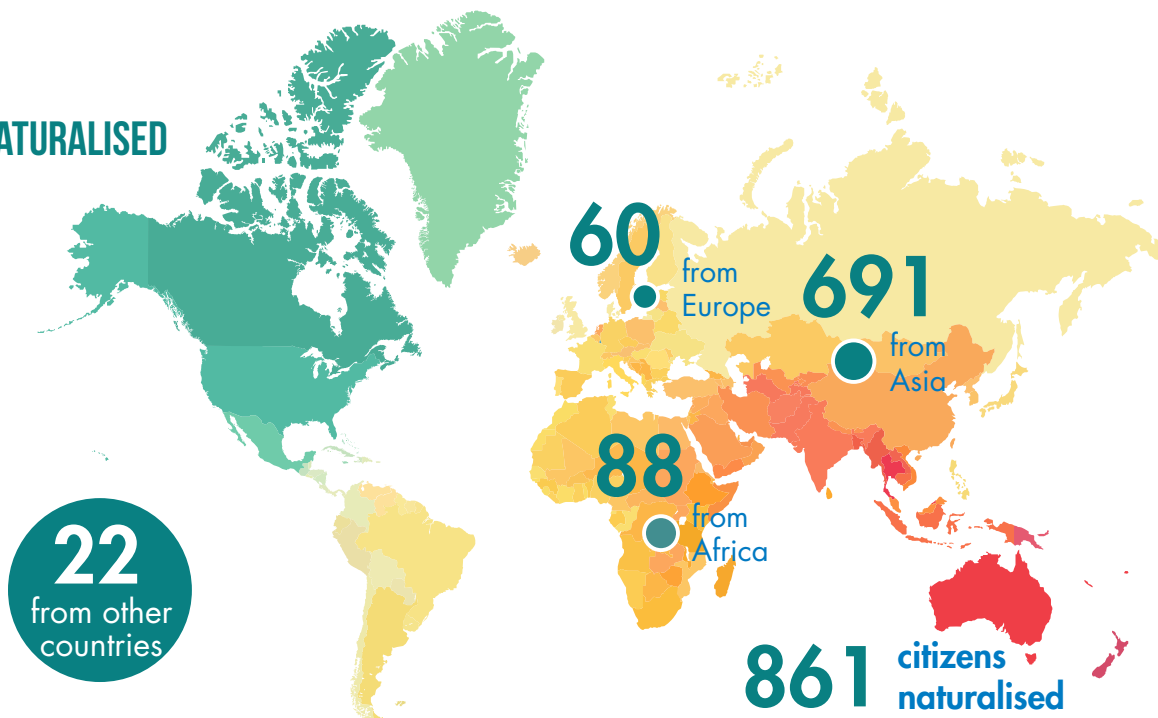 ATURALISED
60
from
Europe
691
from
Asia
88
from
Africa
22
from other
countries
861 citizens
naturalised